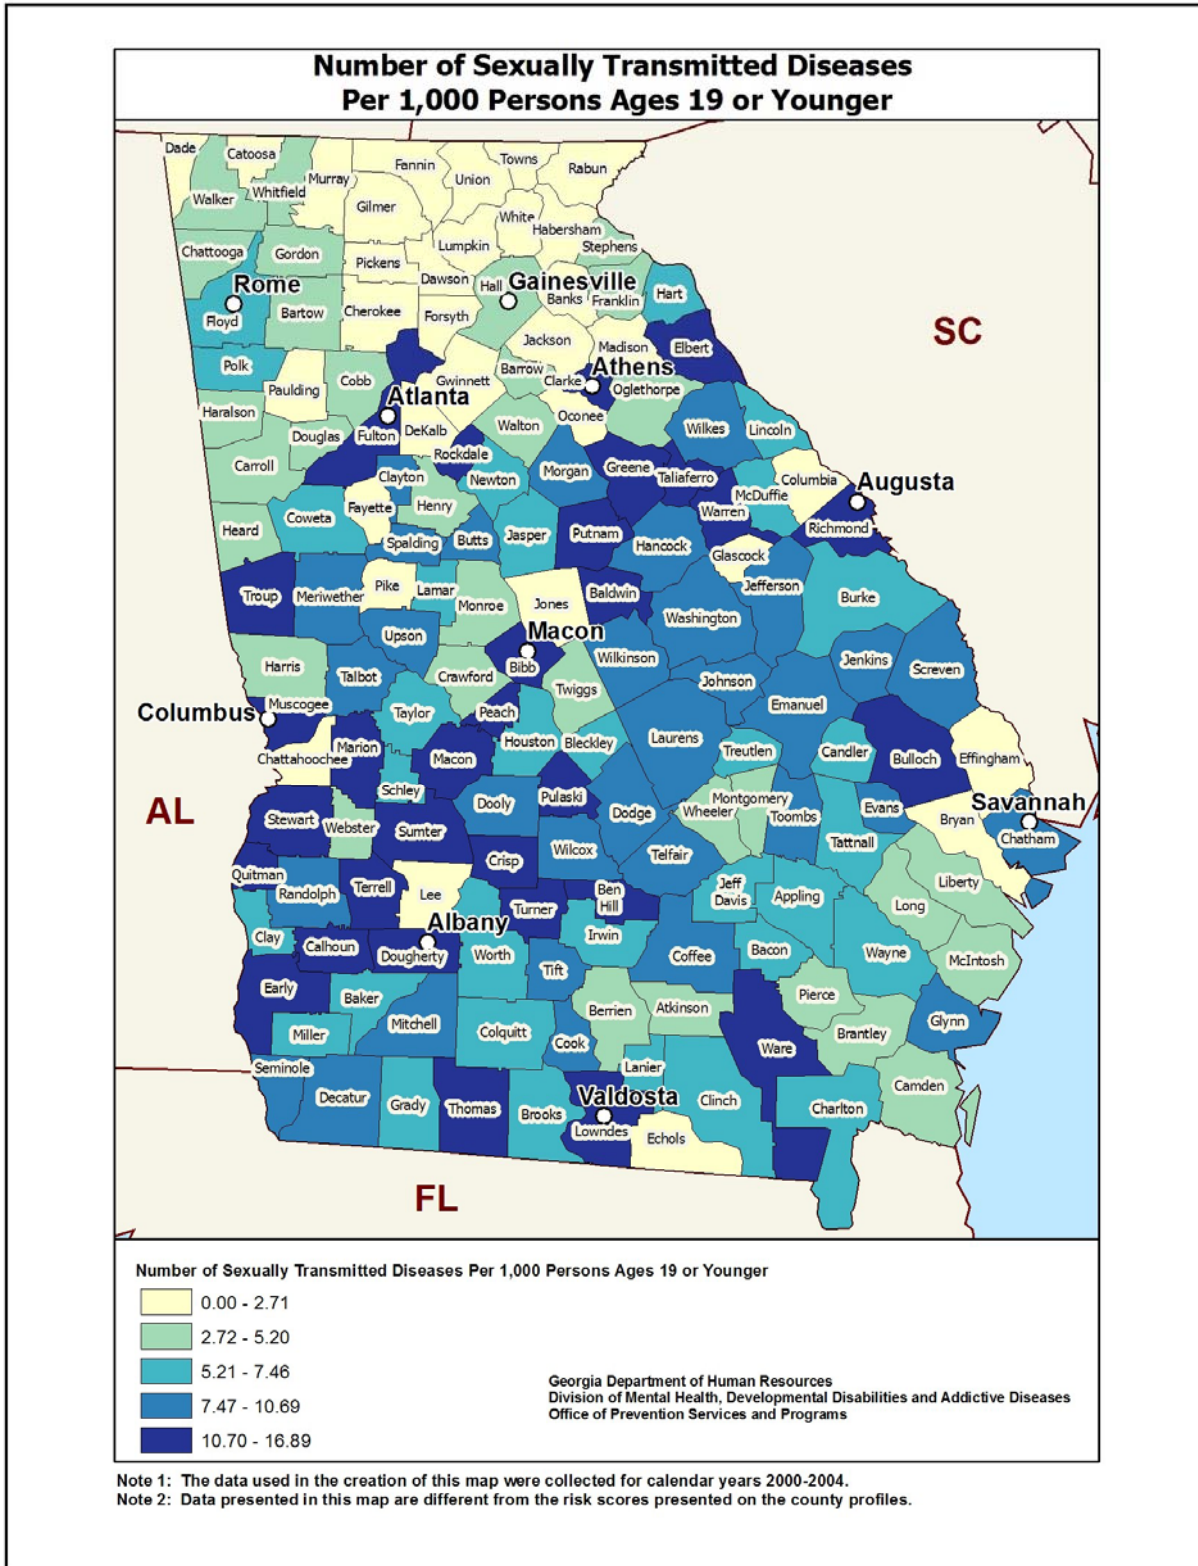 Number of Sexually Transmitted Diseases
Per 1,000 Persons Ages 19 or Younger
Dade
Catoosa
Fannin
Towns
Rabun
Union
Murray
Whitfield
Walker
Gilmer
White
Habersham
Lumpkin
Stephens
Chattooga
Gordon
Pickens
Dawson
Rome
Hall
Gainesville
Banks
Franklin
Hart
Floyd
Bartow
Cherokee
Forsyth
SC
Jackson
Madison
Elbert
Polk
Paulding
Cobb
Gwinnett
Barrow
Clarke
Athens
Oglethorpe
Atlanta
Haralson
Oconee
Douglas
Fulton
DeKalb
Walton
Wilkes
Lincoln
Rockdale
Carroll
Clayton
Newton
Morgan
Greene
Taliaferro
Columbia
Augusta
McDuffie
Fayette
Henry
Warren
Heard
Coweta
Richmond
Spalding
Butts
Jasper
Putnam
Hancock
Glascock
Jefferson
Troup
Meriwether
Pike
Lamar
Monroe
Jones
Baldwin
Burke
Washington
Upson
Macon
Bibb
Wilkinson
Jenkins
Screven
Harris
Talbot
Crawford
Twiggs
Johnson
Emanuel
Muscogee
Columbus
Taylor
Peach
Houston
Bleckley
Laurens
Treutlen
Candler
Bulloch
Effingham
Chattahoochee
Marion
Macon
Schley
Dooly
Pulaski
Dodge
Wheeler
Montgomery
Toombs
Evans
Savannah
Bryan
Chatham
AL
Stewart
Webster
Sumter
Tattnall
Crisp
Wilcox
Telfair
Quitman
Randolph
Terrell
Lee
Ben
Hill
Jeff
Davis
Appling
Liberty
Long
Turner
Albany
Clay
Calhoun
Dougherty
Worth
Irwin
Coffee
Bacon
Wayne
McIntosh
Tift
Early
Baker
Mitchell
Berrien
Atkinson
Pierce
Glynn
Miller
Colquitt
Cook
Ware
Brantley
Seminole
Lanier
Decatur
Grady
Thomas
Brooks
Valdosta
Clinch
Charlton
Camden
Lowndes
Echols
FL
Number of Sexually Transmitted Diseases Per 1,000 Persons Ages 19 or Younger
0.00 - 2.71
2.72 - 5.20
5.21 - 7.46
7.47 - 10.69
10.70 - 16.89
Georgia Department of Human Resources
Division of Mental Health, Developmental Disabilities and Addictive Diseases
Office of Prevention Services and Programs
Note 1: The data used in the creation of this map were collected for calendar years 2000-2004.
Note 2: Data presented in this map are different from the risk scores presented on the county profiles.